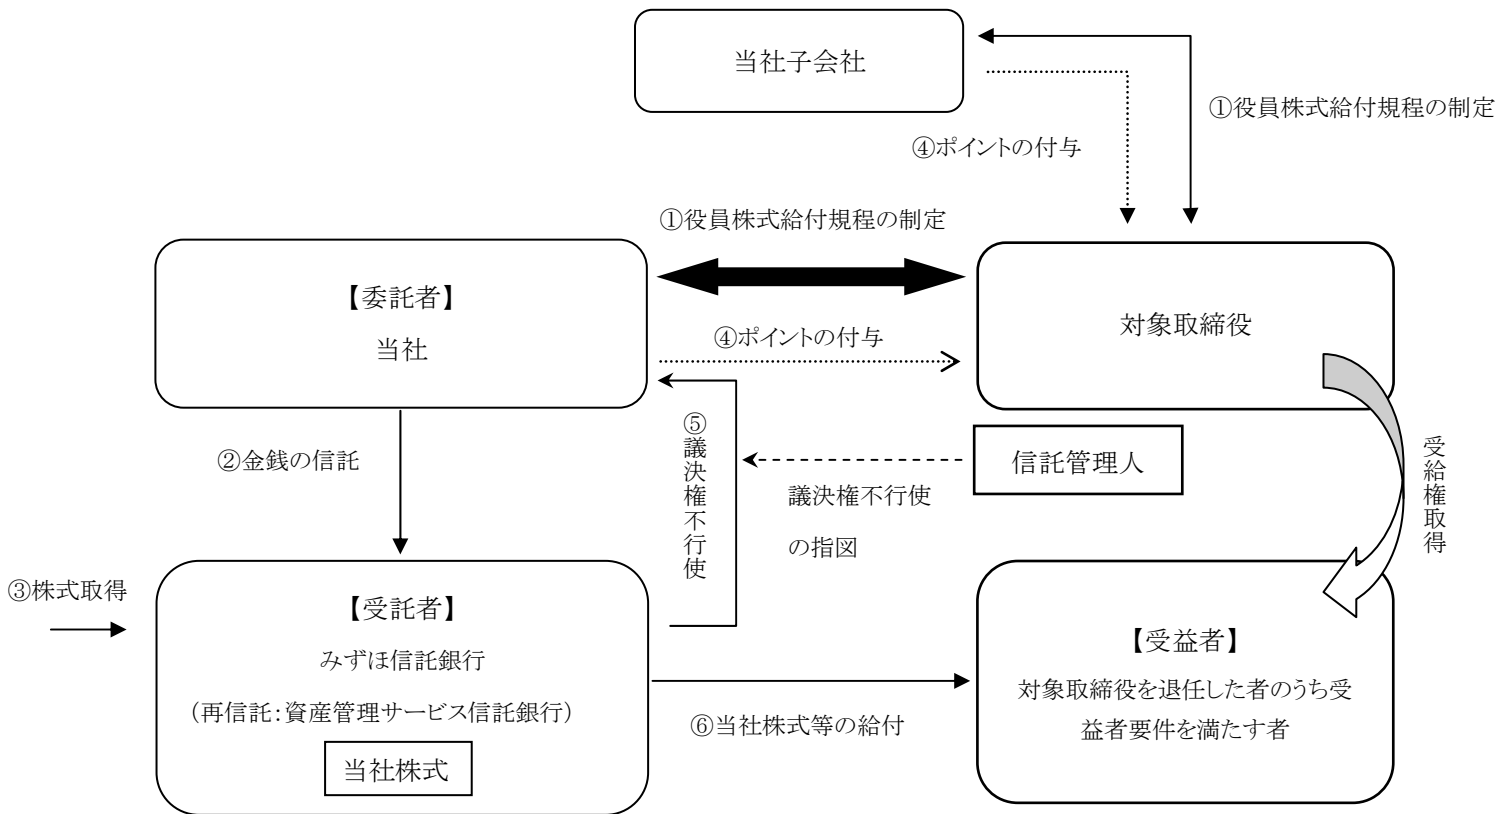 当社子会社
①役員株式給付規程の制定
④ポイントの付与
①役員株式給付規程の制定
【委託者】
当社
④ポイントの付与
対象取締役
②金銭の信託
⑤議決権不行使
信託管理人
議決権不行使
の指図
受給権取得
③株式取得
【受託者】
みずほ信託銀行
（再信託：資産管理サービス信託銀行）
当社株式
⑥当社株式等の給付
【受益者】
対象取締役を退任した者のうち受
益者要件を満たす者